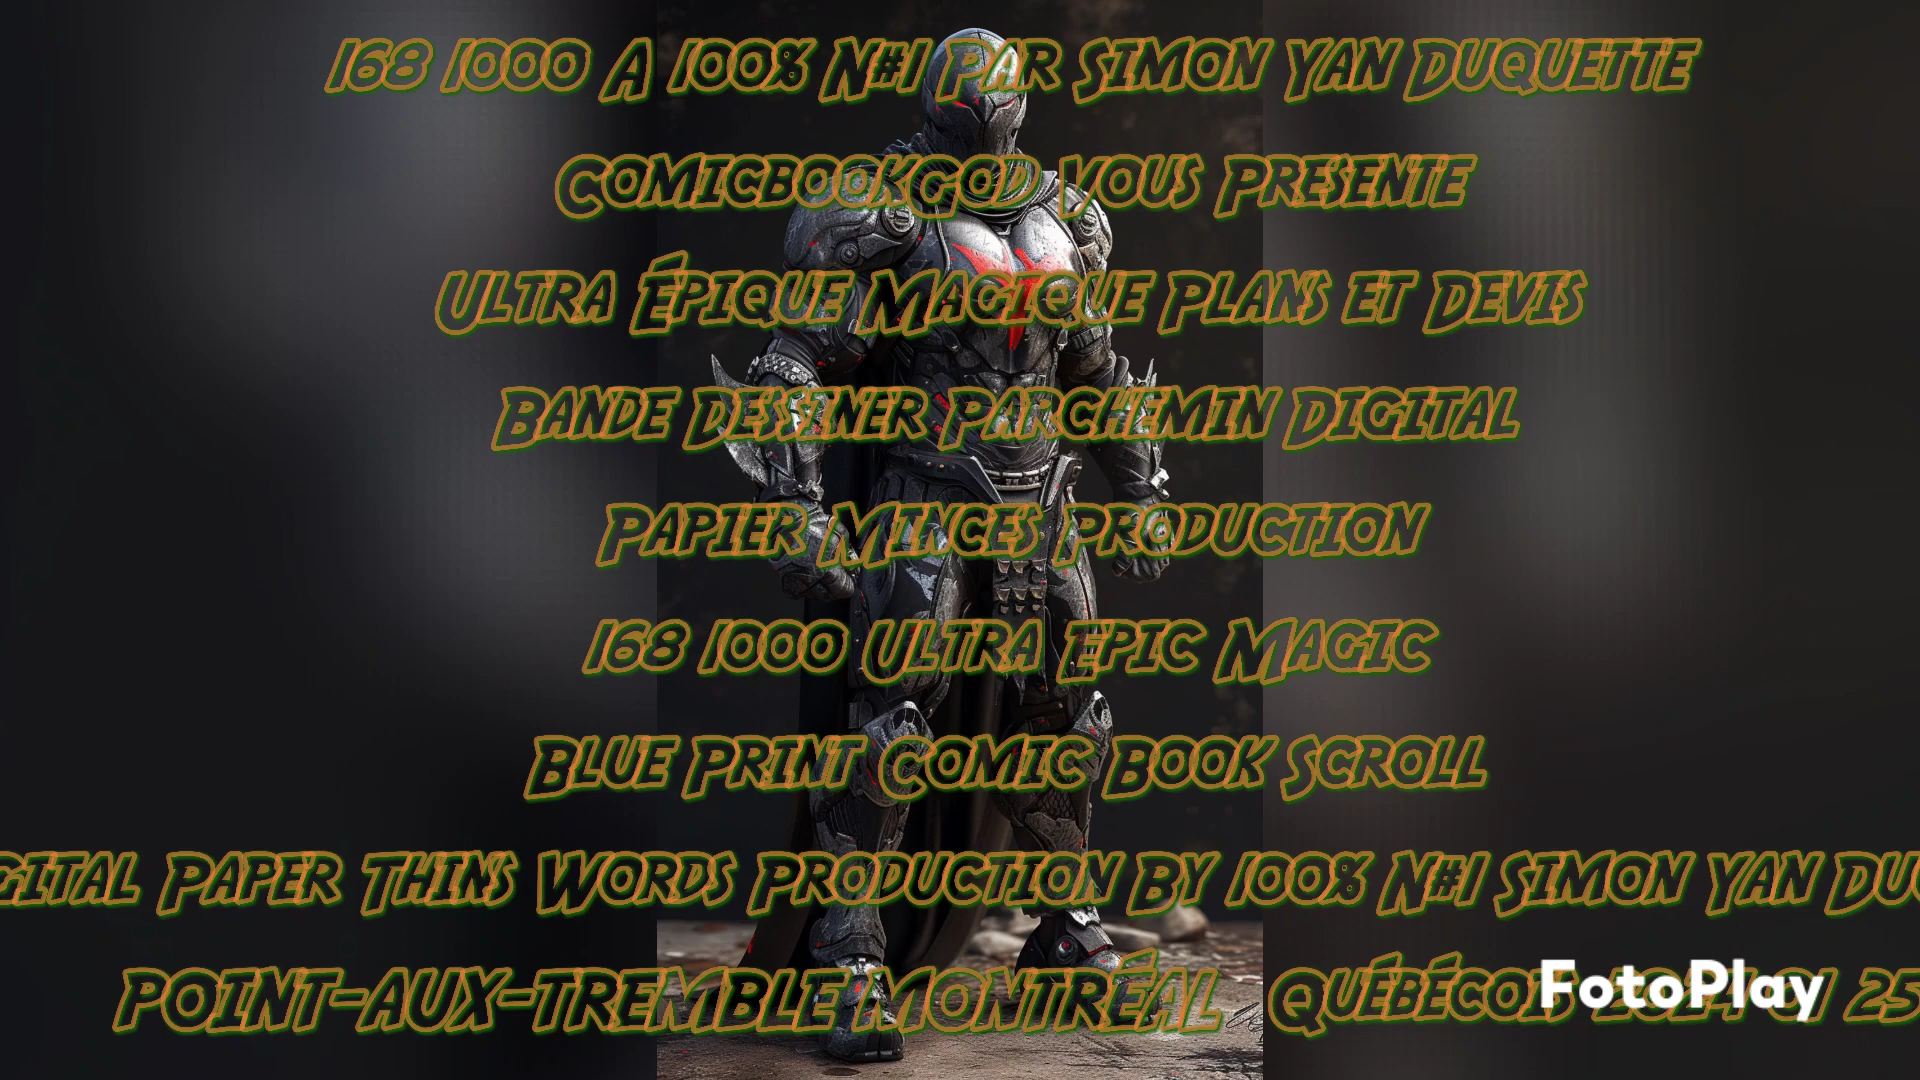 168 1000 A 100% N#1 Par Simon Yan Duquette
ComicbookGod Vous Presente
Ultra Épique Magique Plans et Devis
Bande Dessiner Parchemin Digital
Papier Minces Production
168 1000 Ultra Epic Magic
Blue Print Comic Book Scroll
gital Paper Thins Words Production By 100% N#1 Simon Yan Du
POINT-AUX-TREMBLE MONTRÉAL Québécois 25
FotoPlay